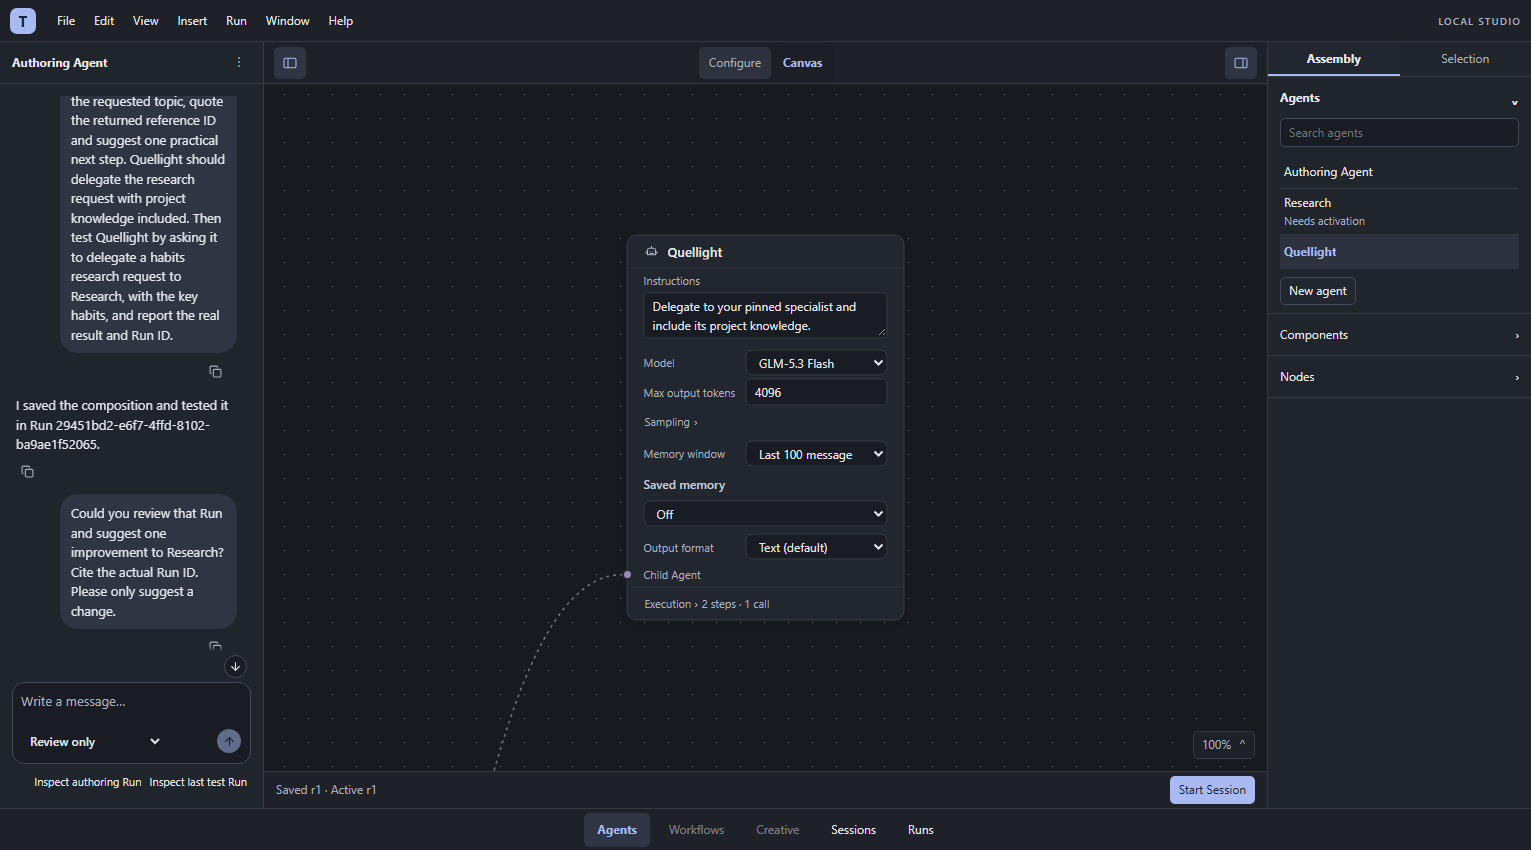 T
File
Edit
View
Insert
Run
Window
Help
LOCAL STUDIO
Authoring Agent
the requested topic, quote
the returned reference ID
and suggest one practical
next step. Quellight should
delegate the research
request with project
knowledge included. Then
test Quellight by asking it
to delegate a habits
research request to
Research, with the key
habits, and report the real
result and Run ID.
I saved the composition and tested it
in Run 29451bd2-e6f7-4ffd-8102-
ba9ae1f52065.
Could you review that Run
and suggest one
improvement to Research?
Cite the actual Run ID.
Please only suggest a
change.
Write a message...
Review only
Inspect authoring Run
Inspect last test Run
Configure
Canvas
Quellight
Instructions
Delegate to your pinned specialist and
include its project knowledge.
Model
GLM-5.3 Flash
Max output tokens
4096
Sampling ›
Memory window
Last 100 message
Saved memory
Off
Output format
Text (default)
Child Agent
Execution › 2 steps · 1 call
100%
Saved r1 · Active r1
Start Session
Assembly
Selection
Agents
Search agents
Authoring Agent
Research
Needs activation
Quellight
New agent
Components
Nodes
Agents
Workflows
Creative
Sessions
Runs